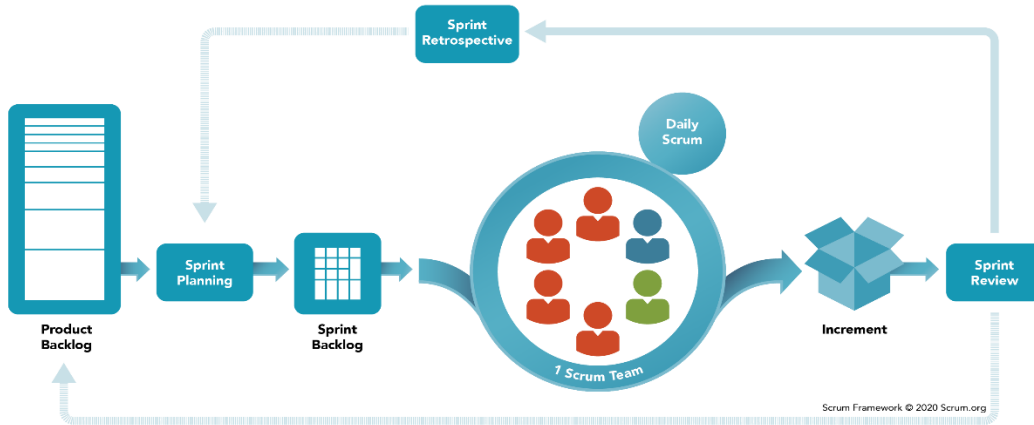 Sprint
Retrospective
Daily
Scrum
Sprint
Planning
Sprint
Review
Product
Backlog
Sprint
Backlog
Increment
1 Scrum Team
Scrum Framework © 2020 Scrum.org